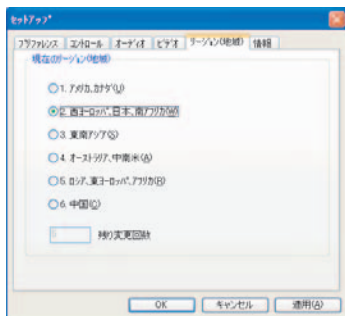 セットアップ
プリファレンス コントロール オーディオ ビデオ リージョン(地域) 情報
現在のリージョン(地域)
1. アメリカ、カナダ(U)
2. 西ヨーロッパ、日本、南アフリカ(W)
3. 東南アジア(S)
4. オーストラリア、中南米(A)
5. ロシア、東ヨーロッパ、アフリカ(R)
6. 中国(C)
残り変更回数
OK キャンセル 適用(A)